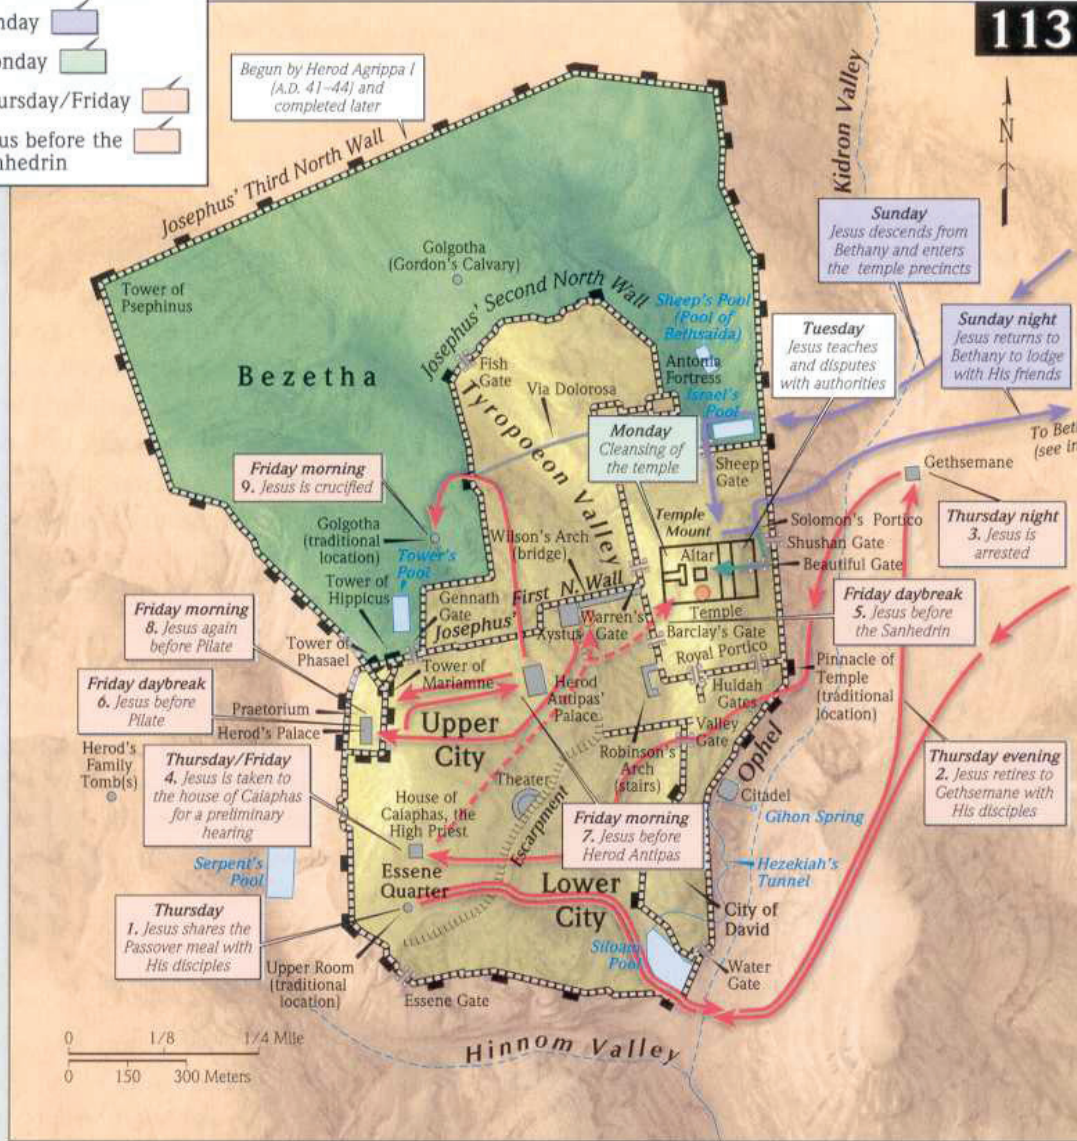 113
nday
onday
ursday/Friday
us before the
nhedrin
Begun by Herod Agrippa I
(A.D. 41–44) and
completed later
Josephus' Third North Wall
Kidron Valley
N
Sunday
Jesus descends from
Bethany and enters
the temple precincts
Golgotha
(Gordon's Calvary)
Tower of
Psephinus
Josephus' Second North Wall
Sheep's Pool
(Pool of
Bethsaida)
Sunday night
Jesus returns to
Bethany to lodge
with His friends
Tuesday
Jesus teaches
and disputes
with authorities
Fish
Gate
Antonia
Fortress
Bezetha
Via Dolorosa
Israel's
Pool
Tyropoeon Valley
Monday
Cleansing of
the temple
To Bet
(see in
Sheep
Gate
Gethsemane
Friday morning
9. Jesus is crucified
Thursday night
3. Jesus is
arrested
Golgotha
(traditional
location)
Temple
Mount
Solomon's Portico
Wilson's Arch
(bridge)
Shushan Gate
Tower's
Pool
Altar
Beautiful Gate
Tower of
Hippicus
Gennath
Gate
Josephus' First N. Wall
Friday daybreak
5. Jesus before
the Sanhedrin
Friday morning
8. Jesus again
before Pilate
Temple
Warren's
Gate
Xystus
Barclay's Gate
Tower of
Phasael
Royal Portico
Tower of
Mariamne
Pinnacle of
Temple
(traditional
location)
Friday daybreak
6. Jesus before
Pilate
Herod
Antipas'
Palace
Huldah
Gates
Praetorium
Herod's Palace
Upper
City
Valley
Gate
Ophel
Herod's
Family
Tomb(s)
Thursday/Friday
4. Jesus is taken to
the house of Caiaphas
for a preliminary
hearing
Robinson's
Arch
(stairs)
Thursday evening
2. Jesus retires to
Gethsemane with
His disciples
Theater
House of
Caiaphas, the
High Priest
Citadel
Gihon Spring
Friday morning
7. Jesus before
Herod Antipas
Escarpment
Serpent's
Pool
Hezekiah's
Tunnel
Essene
Quarter
Lower
City
City of
David
Thursday
1. Jesus shares the
Passover meal with
His disciples
Siloam
Pool
Upper Room
(traditional
location)
Water
Gate
Essene Gate
0 1/8 1/4 Mile
0 150 300 Meters
Hinnom Valley